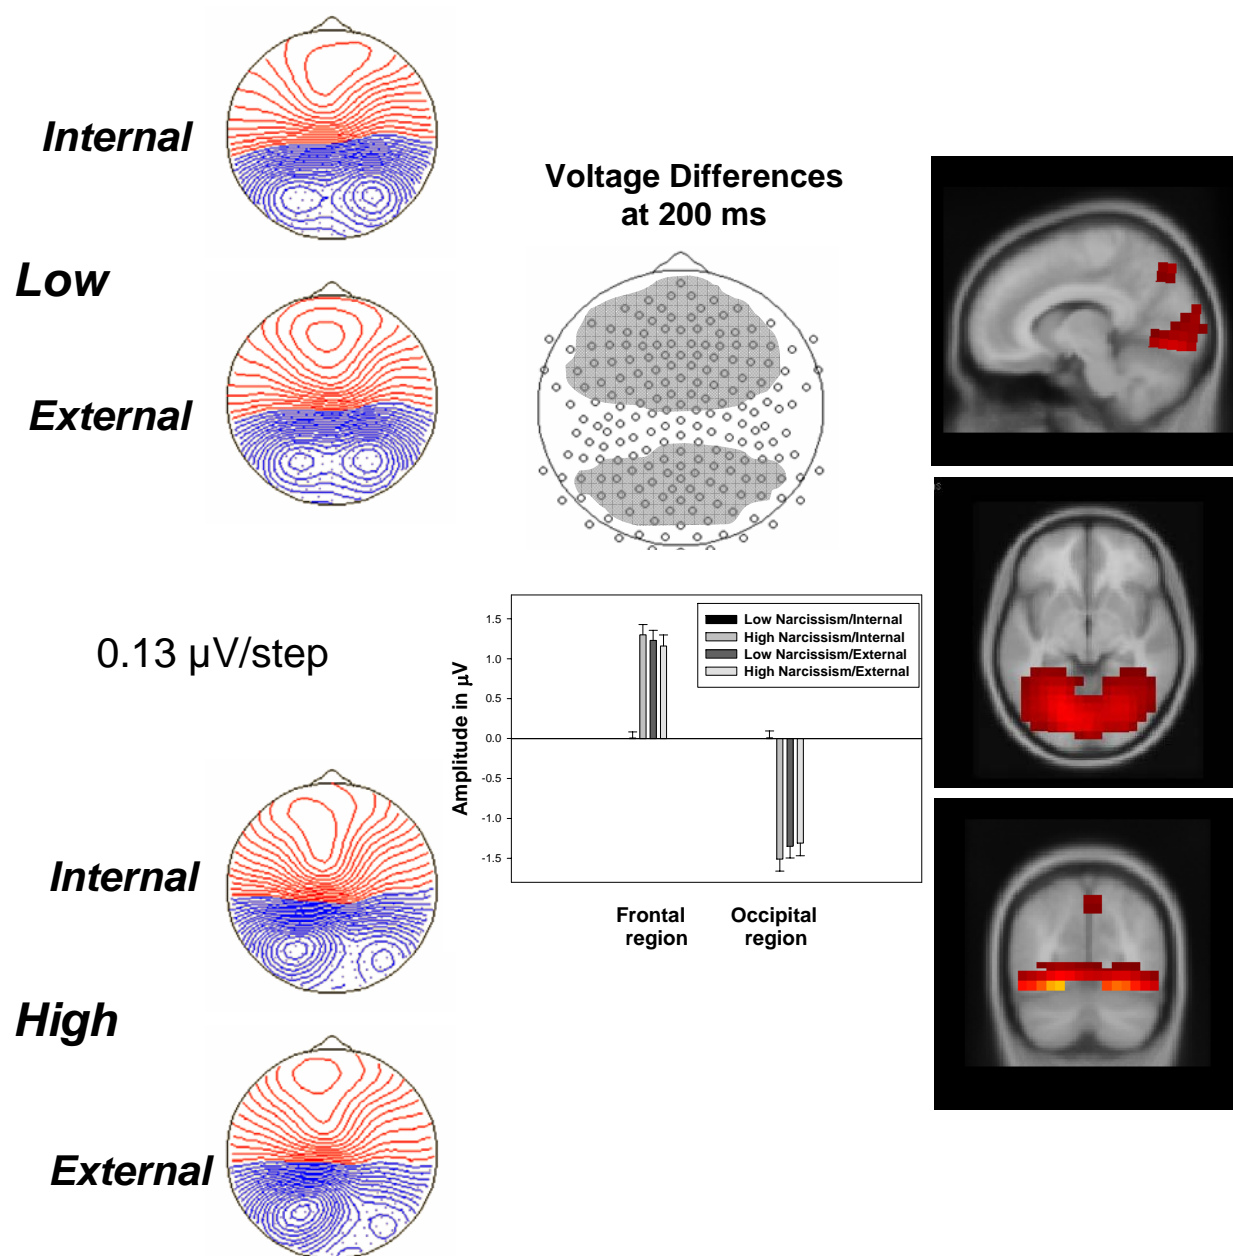 Internal
Low
External
0.13 µV/step
Internal
High
External
Voltage Differences
at 200 ms
Amplitude in µV
1.5
1.0
0.5
0.0
-0.5
-1.0
-1.5
Low Narcissism/Internal
High Narcissism/Internal
Low Narcissism/External
High Narcissism/External
Frontal
region
Occipital
region